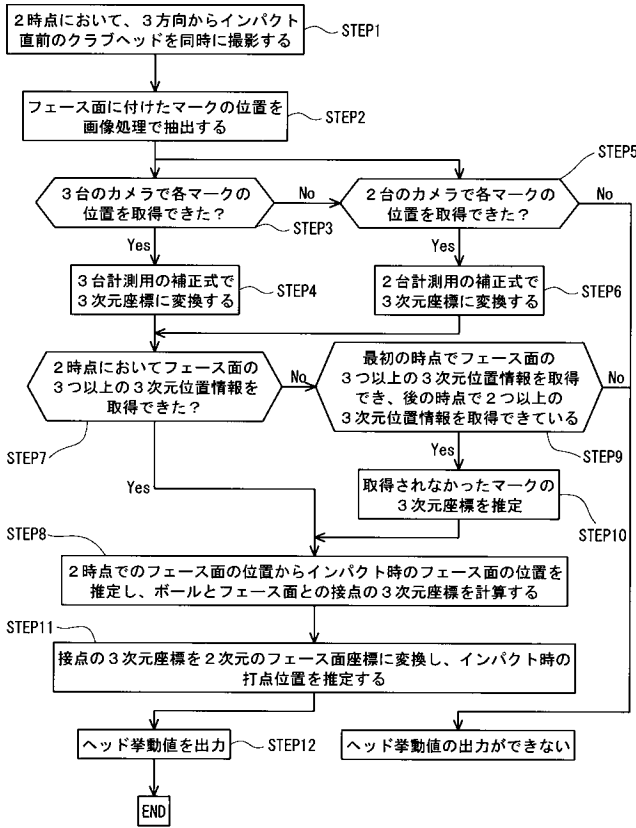 2時点において、3方向からインパクト
直前のクラブヘッドを同時に撮影する
STEP1
フェース面に付けたマークの位置を
画像処理で抽出する
STEP2
STEP5
3台のカメラで各マークの
位置を取得できた?
No
STEP3
2台のカメラで各マークの
位置を取得できた?
No
Yes
Yes
3台計測用の補正式で
3次元座標に変換する
STEP4
2台計測用の補正式で
3次元座標に変換する
STEP6
2時点においてフェース面の
3つ以上の3次元位置情報を
取得できた?
No
STEP7
最初の時点でフェース面の
3つ以上の3次元位置情報を取得
でき、後の時点で2つ以上の
3次元位置情報を取得できている
No
STEP9
Yes
Yes
取得されなかったマークの
3次元座標を推定
STEP10
STEP8
2時点でのフェース面の位置からインパクト時のフェース面の位置を
推定し、ボールとフェース面との接点の3次元座標を計算する
STEP11
接点の3次元座標を2次元のフェース面座標に変換し、インパクト時の
打点位置を推定する
ヘッド挙動値を出力
STEP12
ヘッド挙動値の出力ができない
END